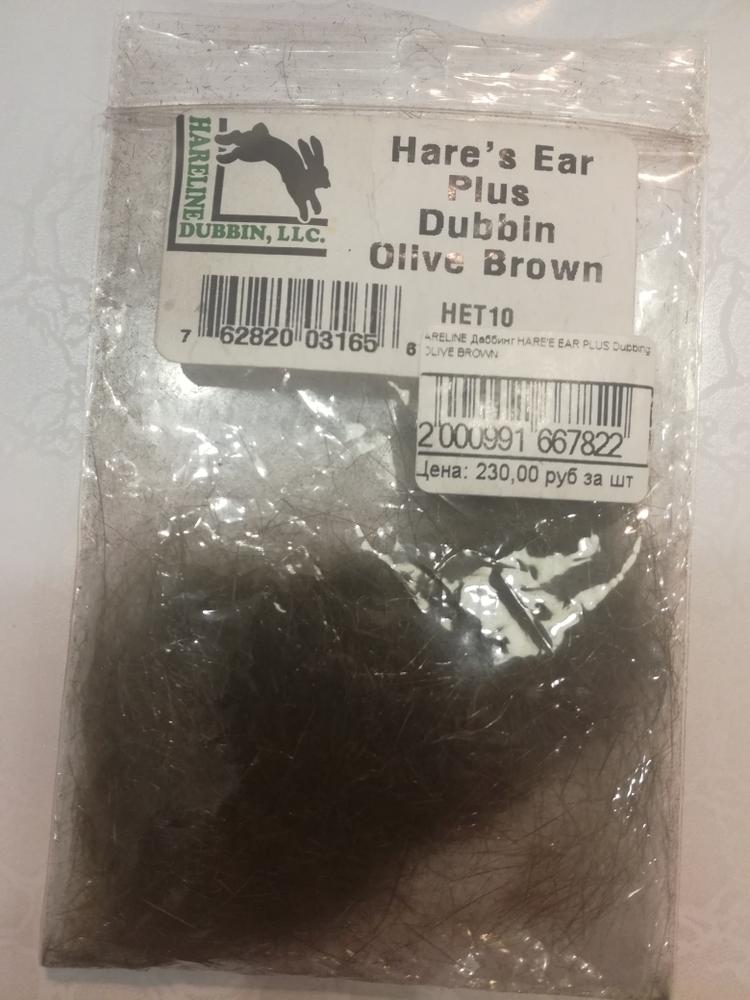 HARELINE
DUBBIN, LLC.
Hare's Ear
Plus
Dubbin
Olive Brown
HET10
7 62820 03165 6
ARELINE Даббинг HARE'E EAR PLUS Dubbing
OLIVE BROWN
2 000991 667822
Цена: 230,00 руб за шт